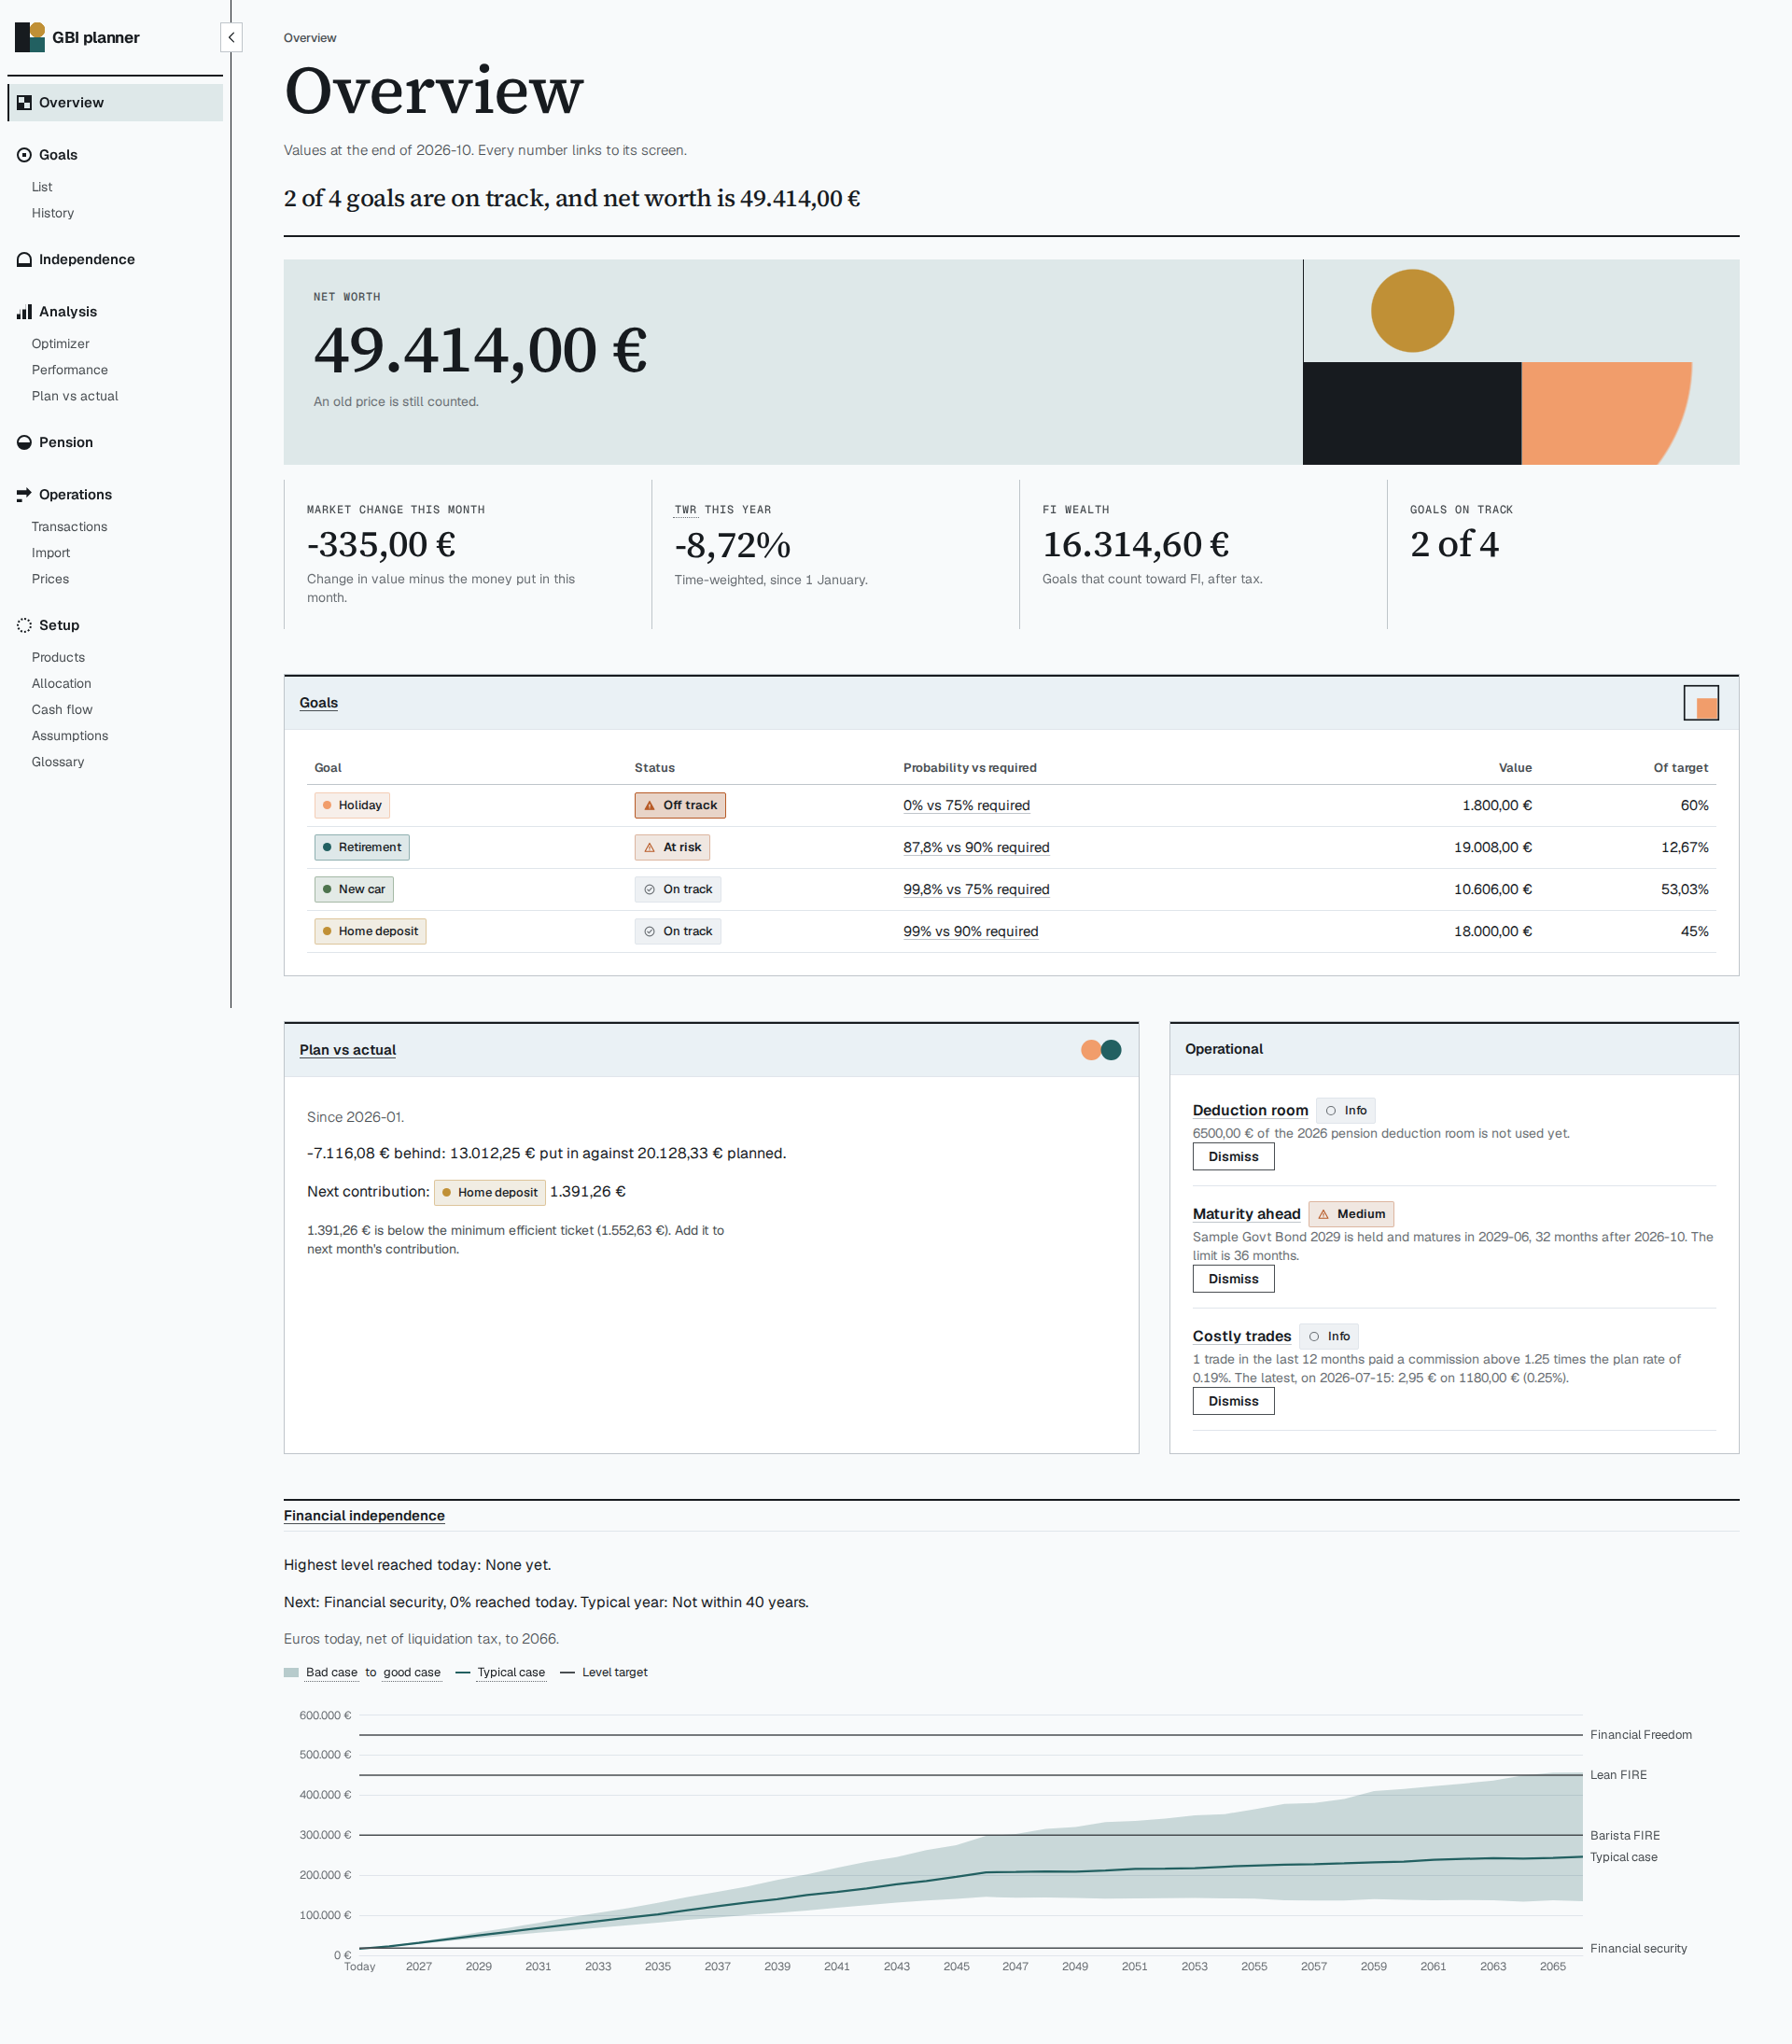 GBI planner
Overview
Goals
List
History
Independence
Analysis
Optimizer
Performance
Plan vs actual
Pension
Operations
Transactions
Import
Prices
Setup
Products
Allocation
Cash flow
Assumptions
Glossary
Overview
Overview
Values at the end of 2026-10. Every number links to its screen.
2 of 4 goals are on track, and net worth is 49.414,00 €
NET WORTH
49.414,00 €
An old price is still counted.
MARKET CHANGE THIS MONTH
-335,00 €
Change in value minus the money put in this
month.
TWR THIS YEAR
-8,72%
Time-weighted, since 1 January.
FI WEALTH
16.314,60 €
Goals that count toward FI, after tax.
GOALS ON TRACK
2 of 4
Goals
Goal Status Probability vs required Value Of target
Holiday Off track 0% vs 75% required 1.800,00 € 60%
Retirement At risk 87,8% vs 90% required 19.008,00 € 12,67%
New car On track 99,8% vs 75% required 10.606,00 € 53,03%
Home deposit On track 99% vs 90% required 18.000,00 € 45%
Plan vs actual
Since 2026-01.
-7.116,08 € behind: 13.012,25 € put in against 20.128,33 € planned.
Next contribution: Home deposit 1.391,26 €
1.391,26 € is below the minimum efficient ticket (1.552,63 €). Add it to
next month's contribution.
Operational
Deduction room Info
6500,00 € of the 2026 pension deduction room is not used yet.
Dismiss
Maturity ahead Medium
Sample Govt Bond 2029 is held and matures in 2029-06, 32 months after 2026-10. The
limit is 36 months.
Dismiss
Costly trades Info
1 trade in the last 12 months paid a commission above 1.25 times the plan rate of
0.19%. The latest, on 2026-07-15: 2,95 € on 1180,00 € (0.25%).
Dismiss
Financial independence
Highest level reached today: None yet.
Next: Financial security, 0% reached today. Typical year: Not within 40 years.
Euros today, net of liquidation tax, to 2066.
Bad case to good case Typical case Level target
600.000 €
Financial Freedom
500.000 €
Lean FIRE
400.000 €
300.000 €
Barista FIRE
Typical case
200.000 €
100.000 €
Financial security
0 €
Today 2027 2029 2031 2033 2035 2037 2039 2041 2043 2045 2047 2049 2051 2053 2055 2057 2059 2061 2063 2065